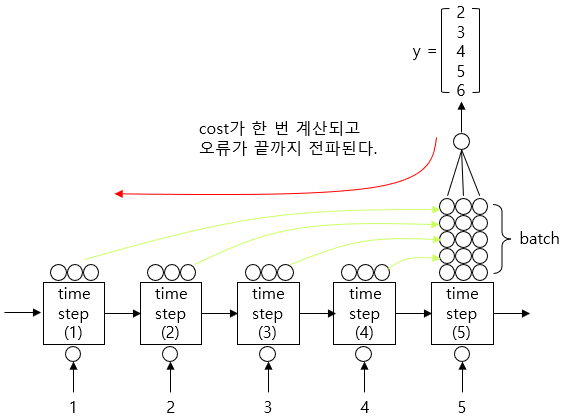 y =
2
3
4
5
6
cost가 한 번 계산되고
오류가 끝까지 전파된다.
batch
time
step
(1)
time
step
(2)
time
step
(3)
time
step
(4)
time
step
(5)
1
2
3
4
5